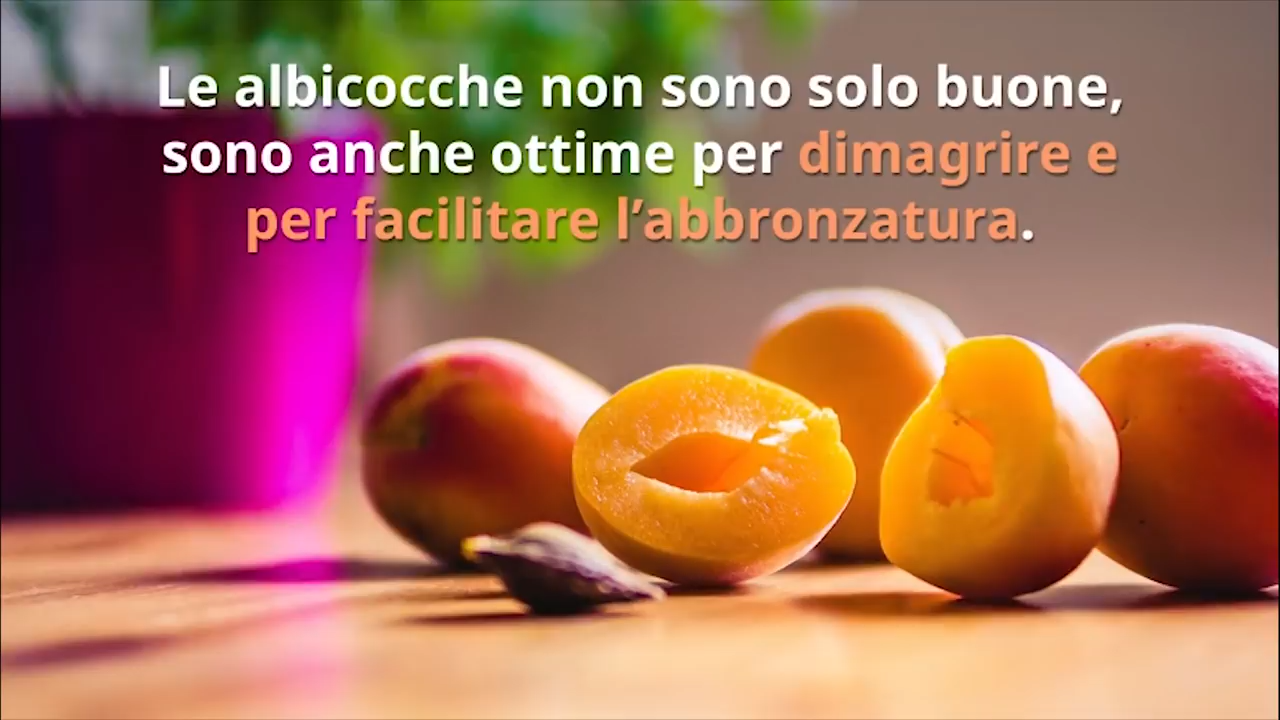 Le albicocche non sono solo buone,
sono anche ottime per dimagrire e
per facilitare l’abbronzatura.